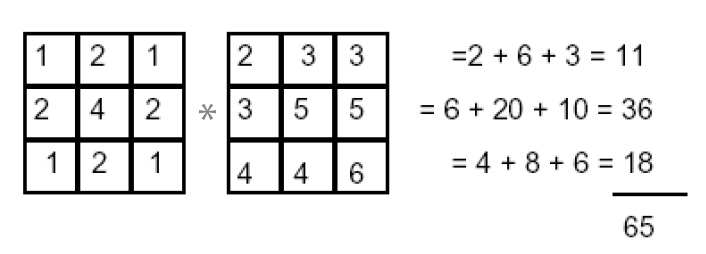 1 2 1 2 3 3 =2 + 6 + 3 = 11
2 4 2 * 3 5 5 = 6 + 20 + 10 = 36
1 2 1 4 4 6 = 4 + 8 + 6 = 18
65